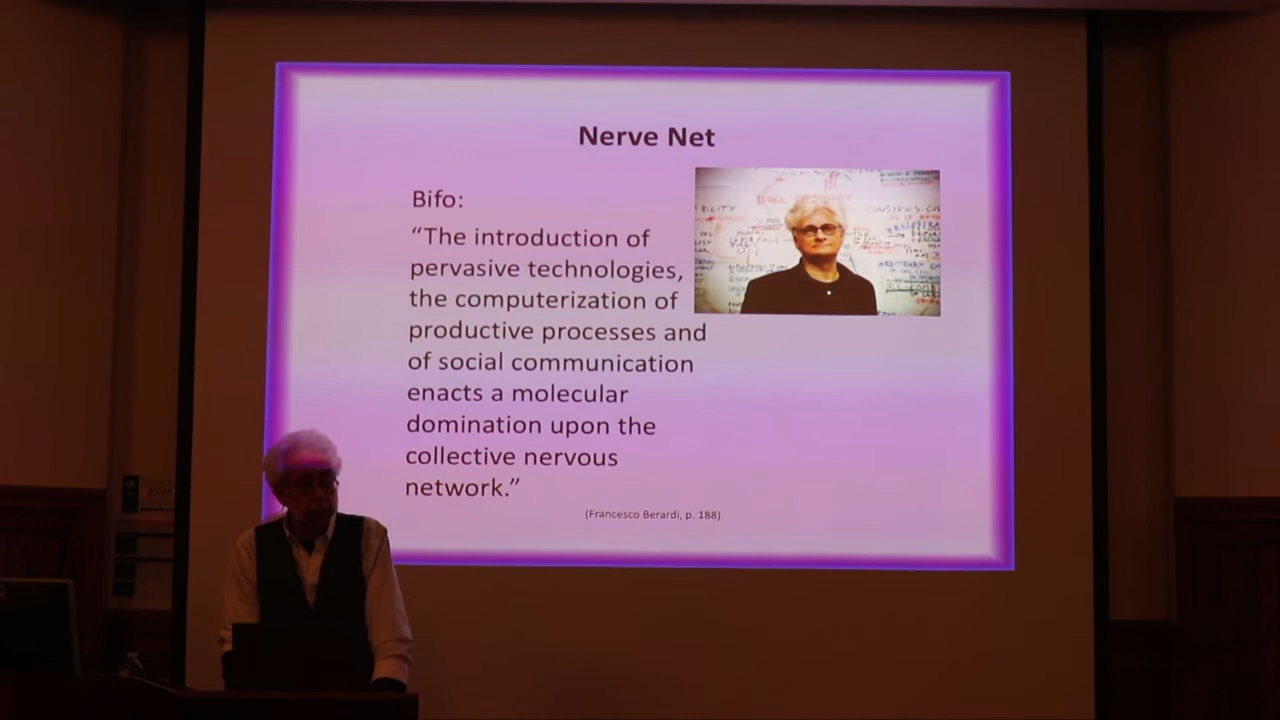 Nerve Net
Bifo:
“The introduction of
pervasive technologies,
the computerization of
productive processes and
of social communication
enacts a molecular
domination upon the
collective nervous
network.”
(Francesco Berardi, p. 188)